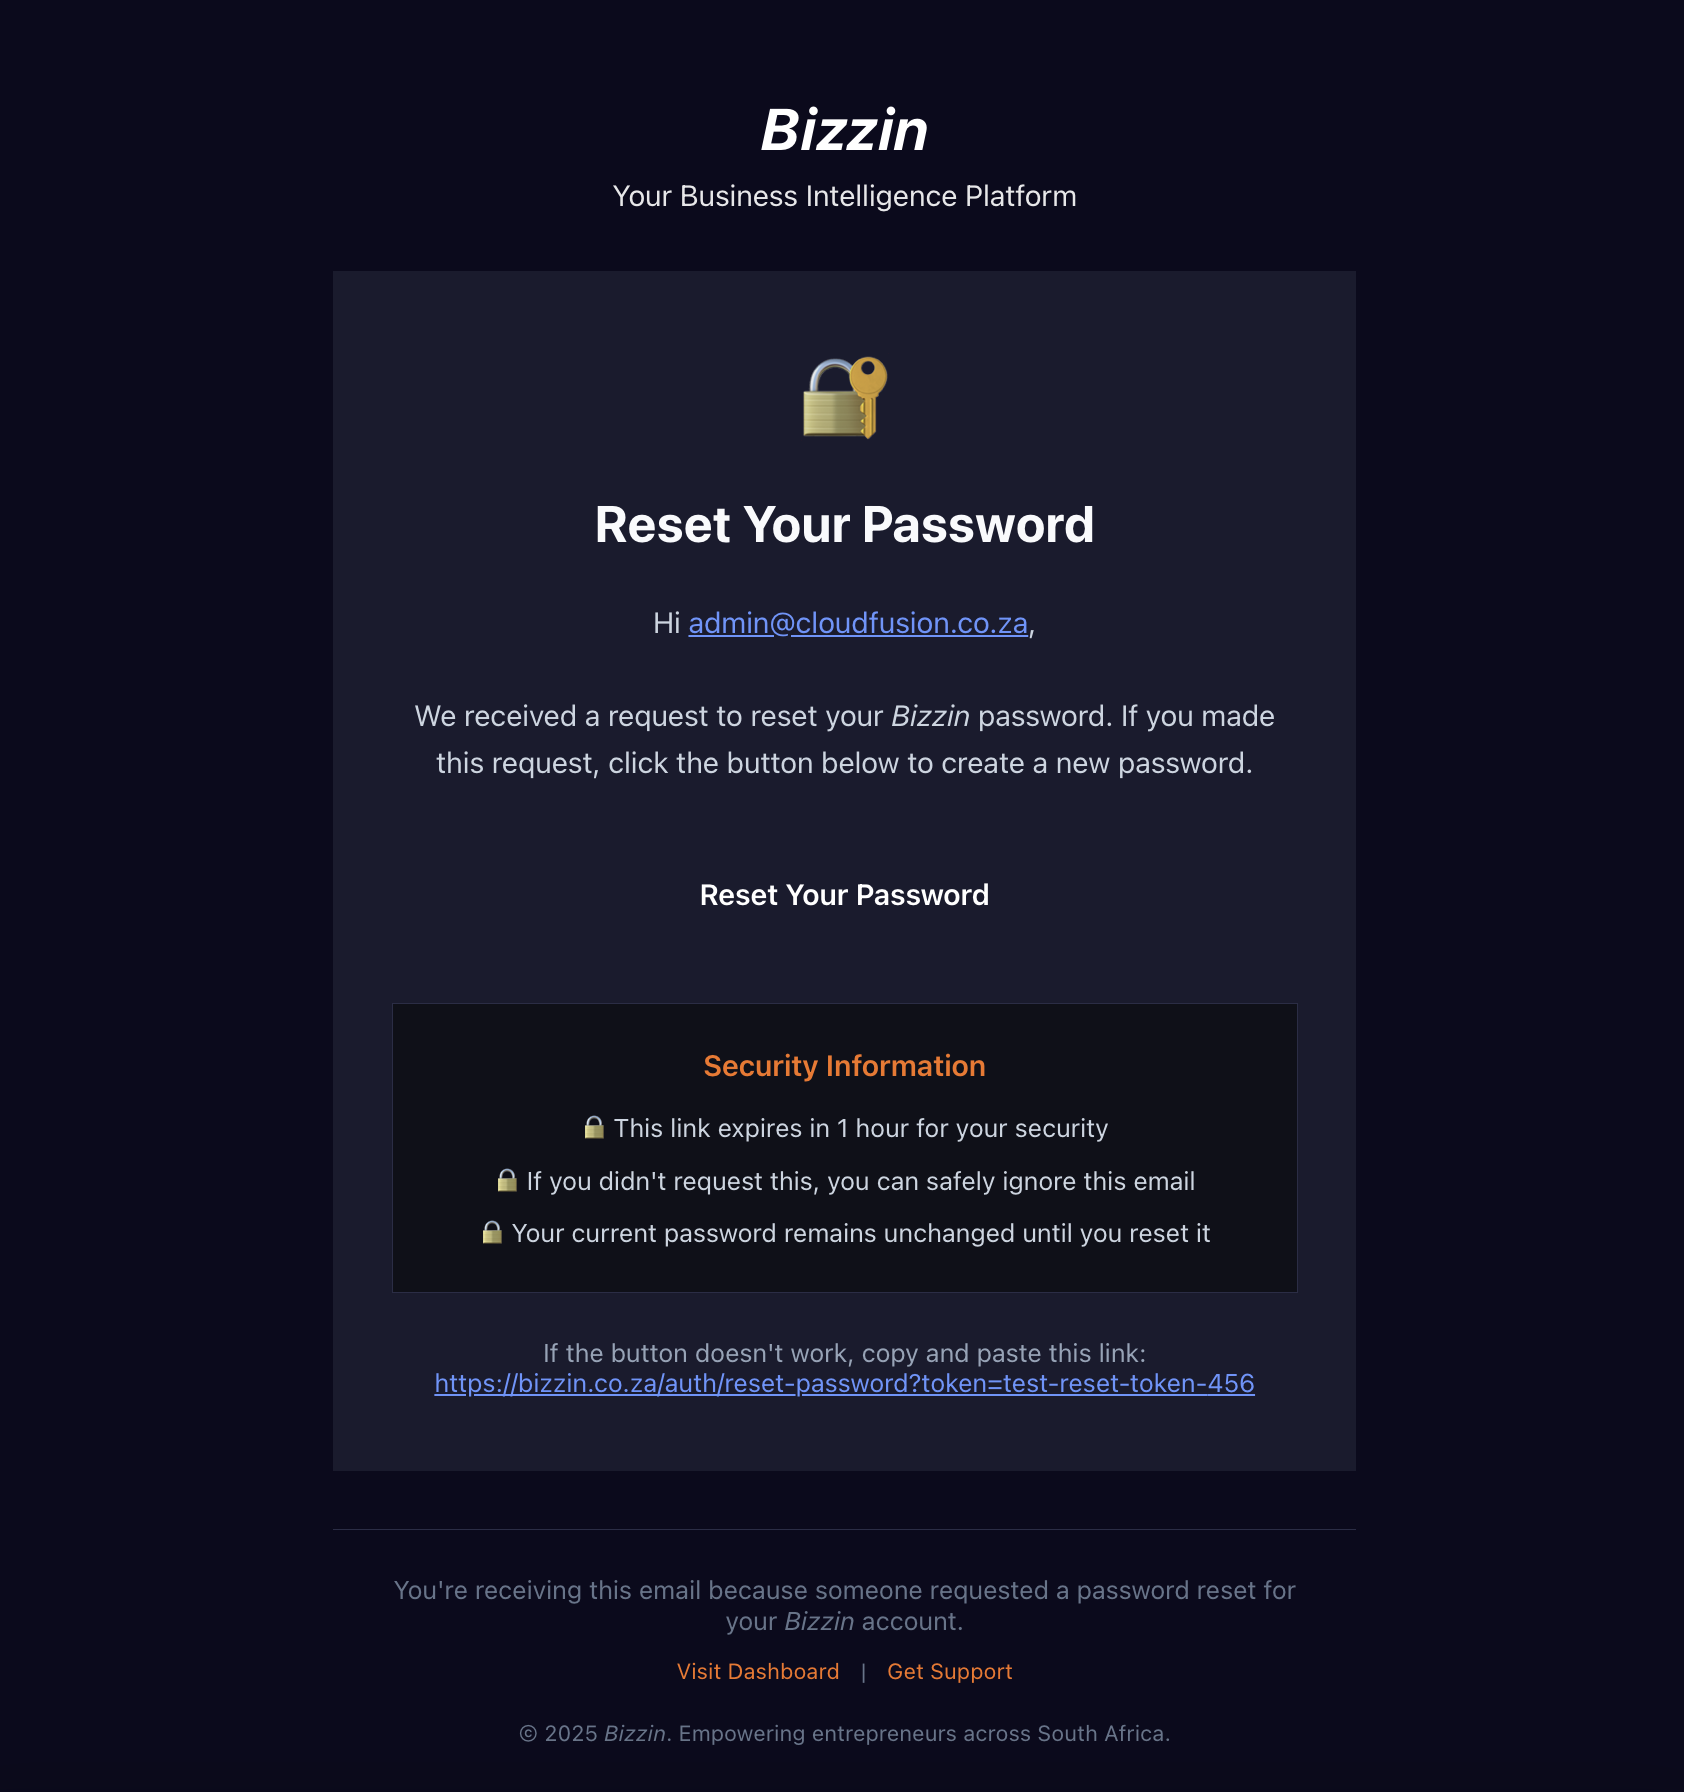 Bizzin
Your Business Intelligence Platform
Reset Your Password
Hi admin@cloudfusion.co.za,
We received a request to reset your Bizzin password. If you made
this request, click the button below to create a new password.
Reset Your Password
Security Information
🔒 This link expires in 1 hour for your security
🔒 If you didn't request this, you can safely ignore this email
🔒 Your current password remains unchanged until you reset it
If the button doesn't work, copy and paste this link:
https://bizzin.co.za/auth/reset-password?token=test-reset-token-456
You're receiving this email because someone requested a password reset for
your Bizzin account.
Visit Dashboard | Get Support
© 2025 Bizzin. Empowering entrepreneurs across South Africa.